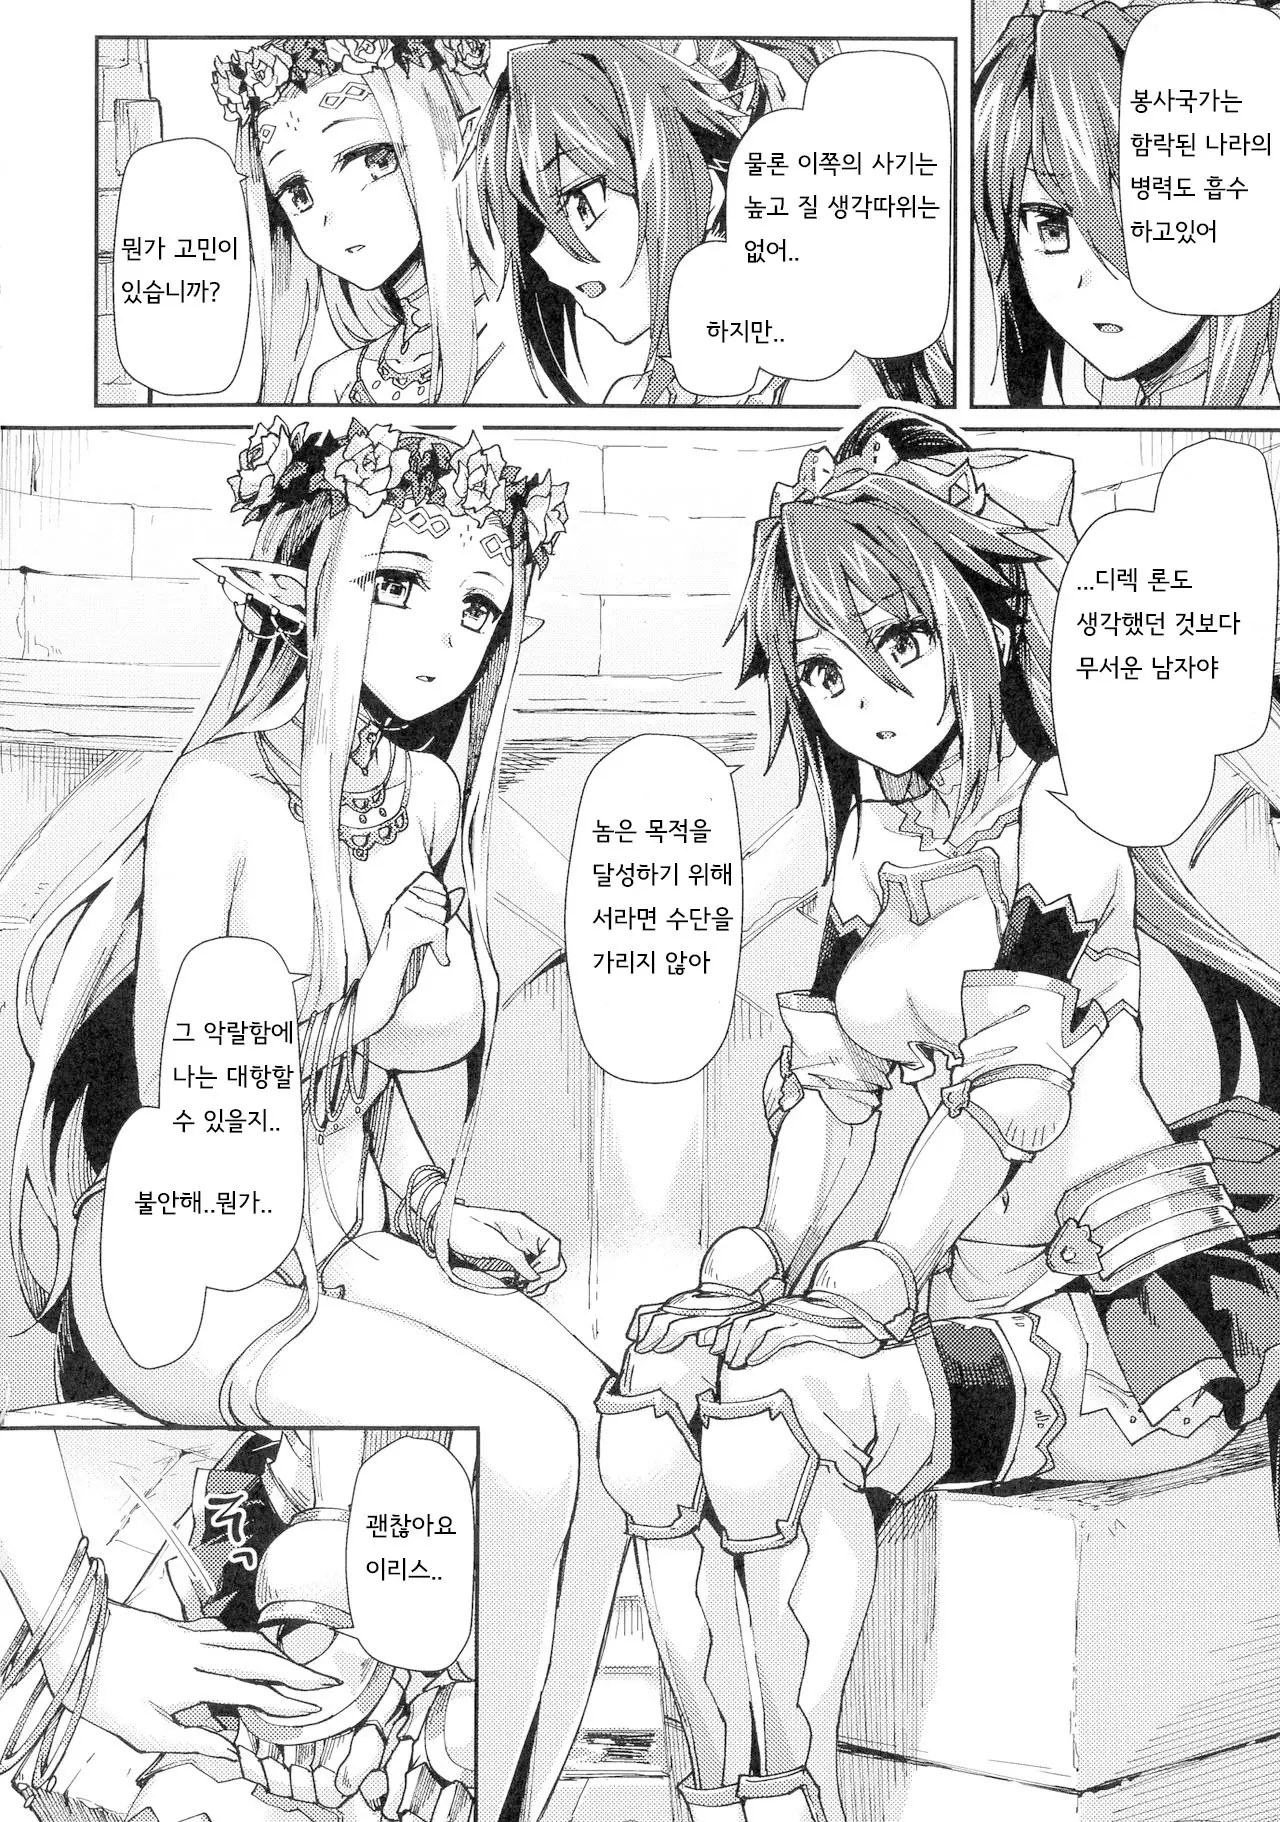 봉사국가는
함락된 나라의
병력도 흡수
하고있어
물론 이쪽의 사기는
높고 질 생각따위는
없어..
하지만..
뭔가 고민이
있습니까?
...디렉 론도
생각했던 것보다
무서운 남자야
놈은 목적을
달성하기 위해
서라면 수단을
가리지 않아
그 악랄함에
나는 대항할
수 있을지..
불안해..뭔가..
괜찮아요
이리스..
そっ